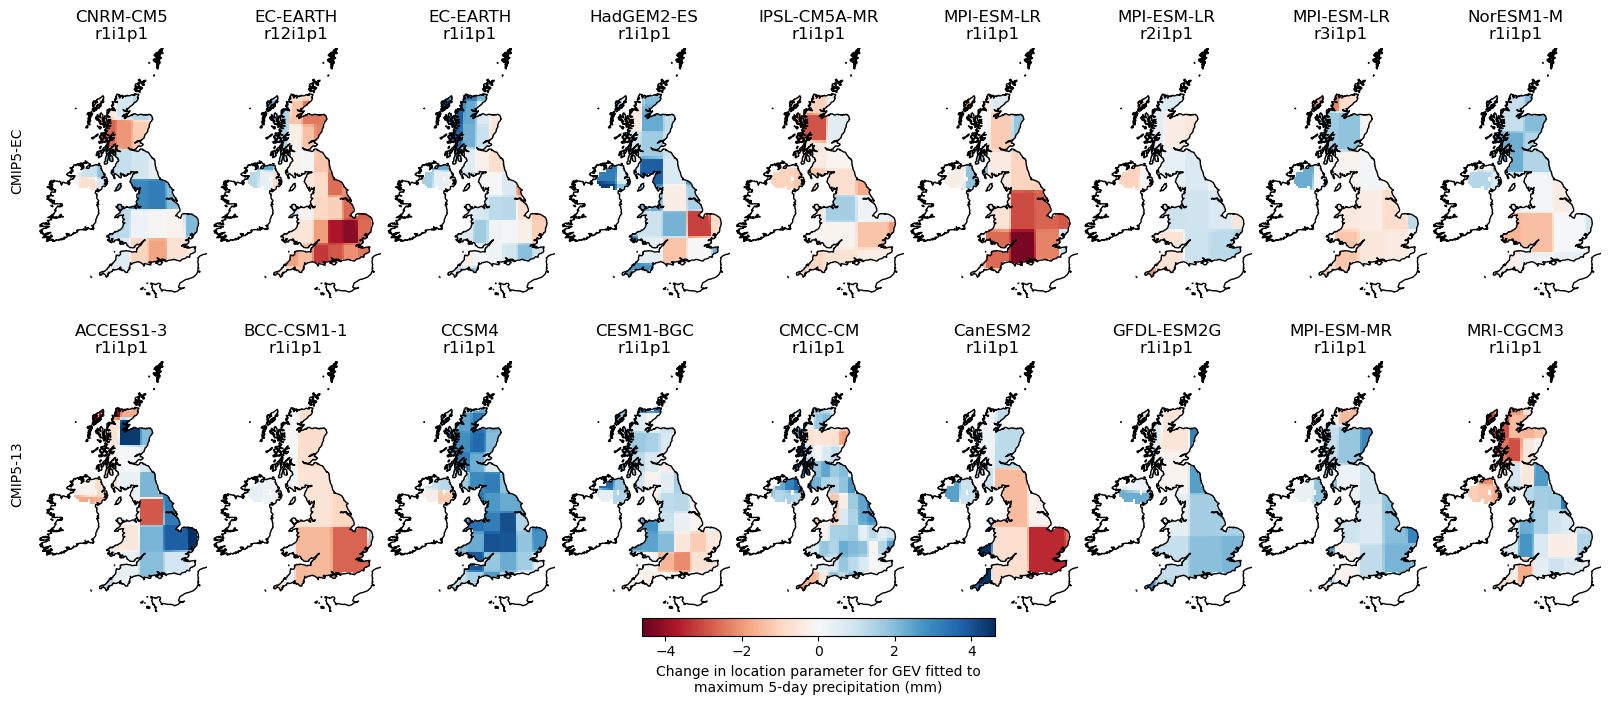 CNRM-CM5 EC-EARTH EC-EARTH HadGEM2-ES IPSL-CM5A-MR MPI-ESM-LR MPI-ESM-LR MPI-ESM-LR NorESM1-M
r1i1p1 r12i1p1 r1i1p1 r1i1p1 r1i1p1 r1i1p1 r2i1p1 r3i1p1 r1i1p1
CMIP5-EC
ACCESS1-3 BCC-CSM1-1 CCSM4 CESM1-BGC CMCC-CM CanESM2 GFDL-ESM2G MPI-ESM-MR MRI-CGCM3
r1i1p1 r1i1p1 r1i1p1 r1i1p1 r1i1p1 r1i1p1 r1i1p1 r1i1p1 r1i1p1
CMIP5-13
−4 −2 0 2 4
Change in location parameter for GEV fitted to
maximum 5-day precipitation (mm)